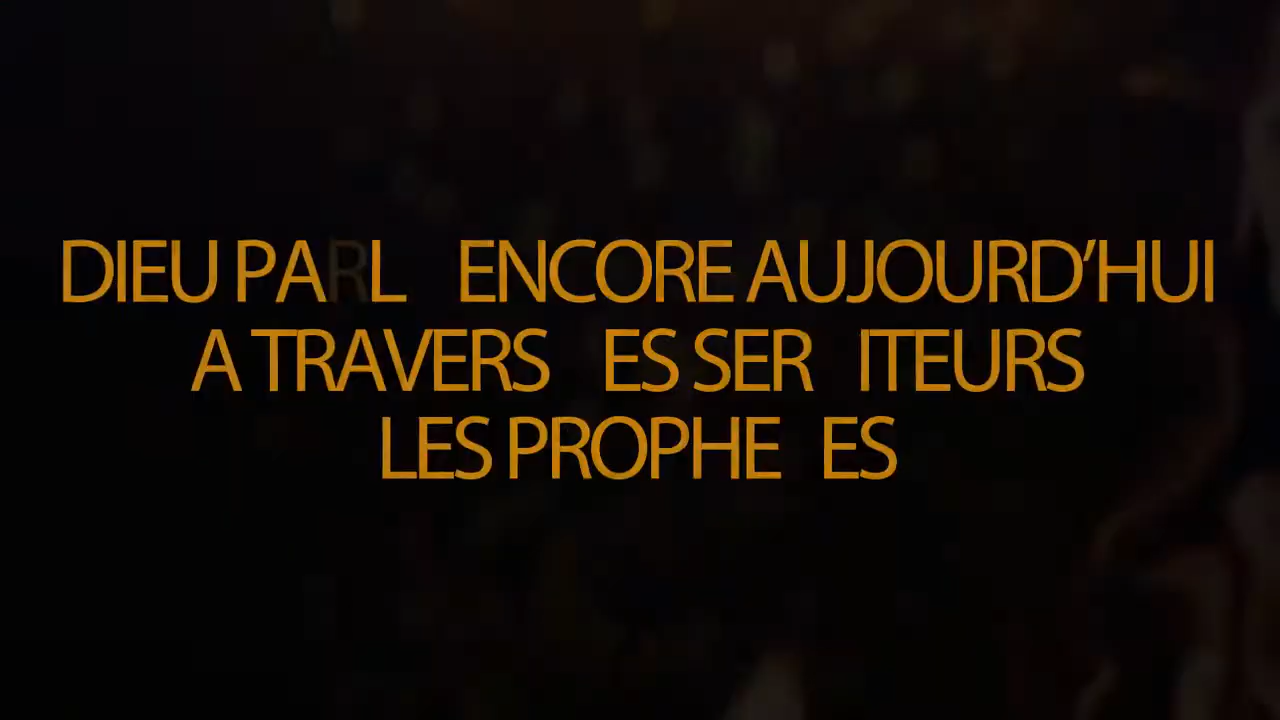 DIEU PARL ENCORE AUJOURD'HUI
A TRAVERS ES SER ITEURS
LES PROPHE ES